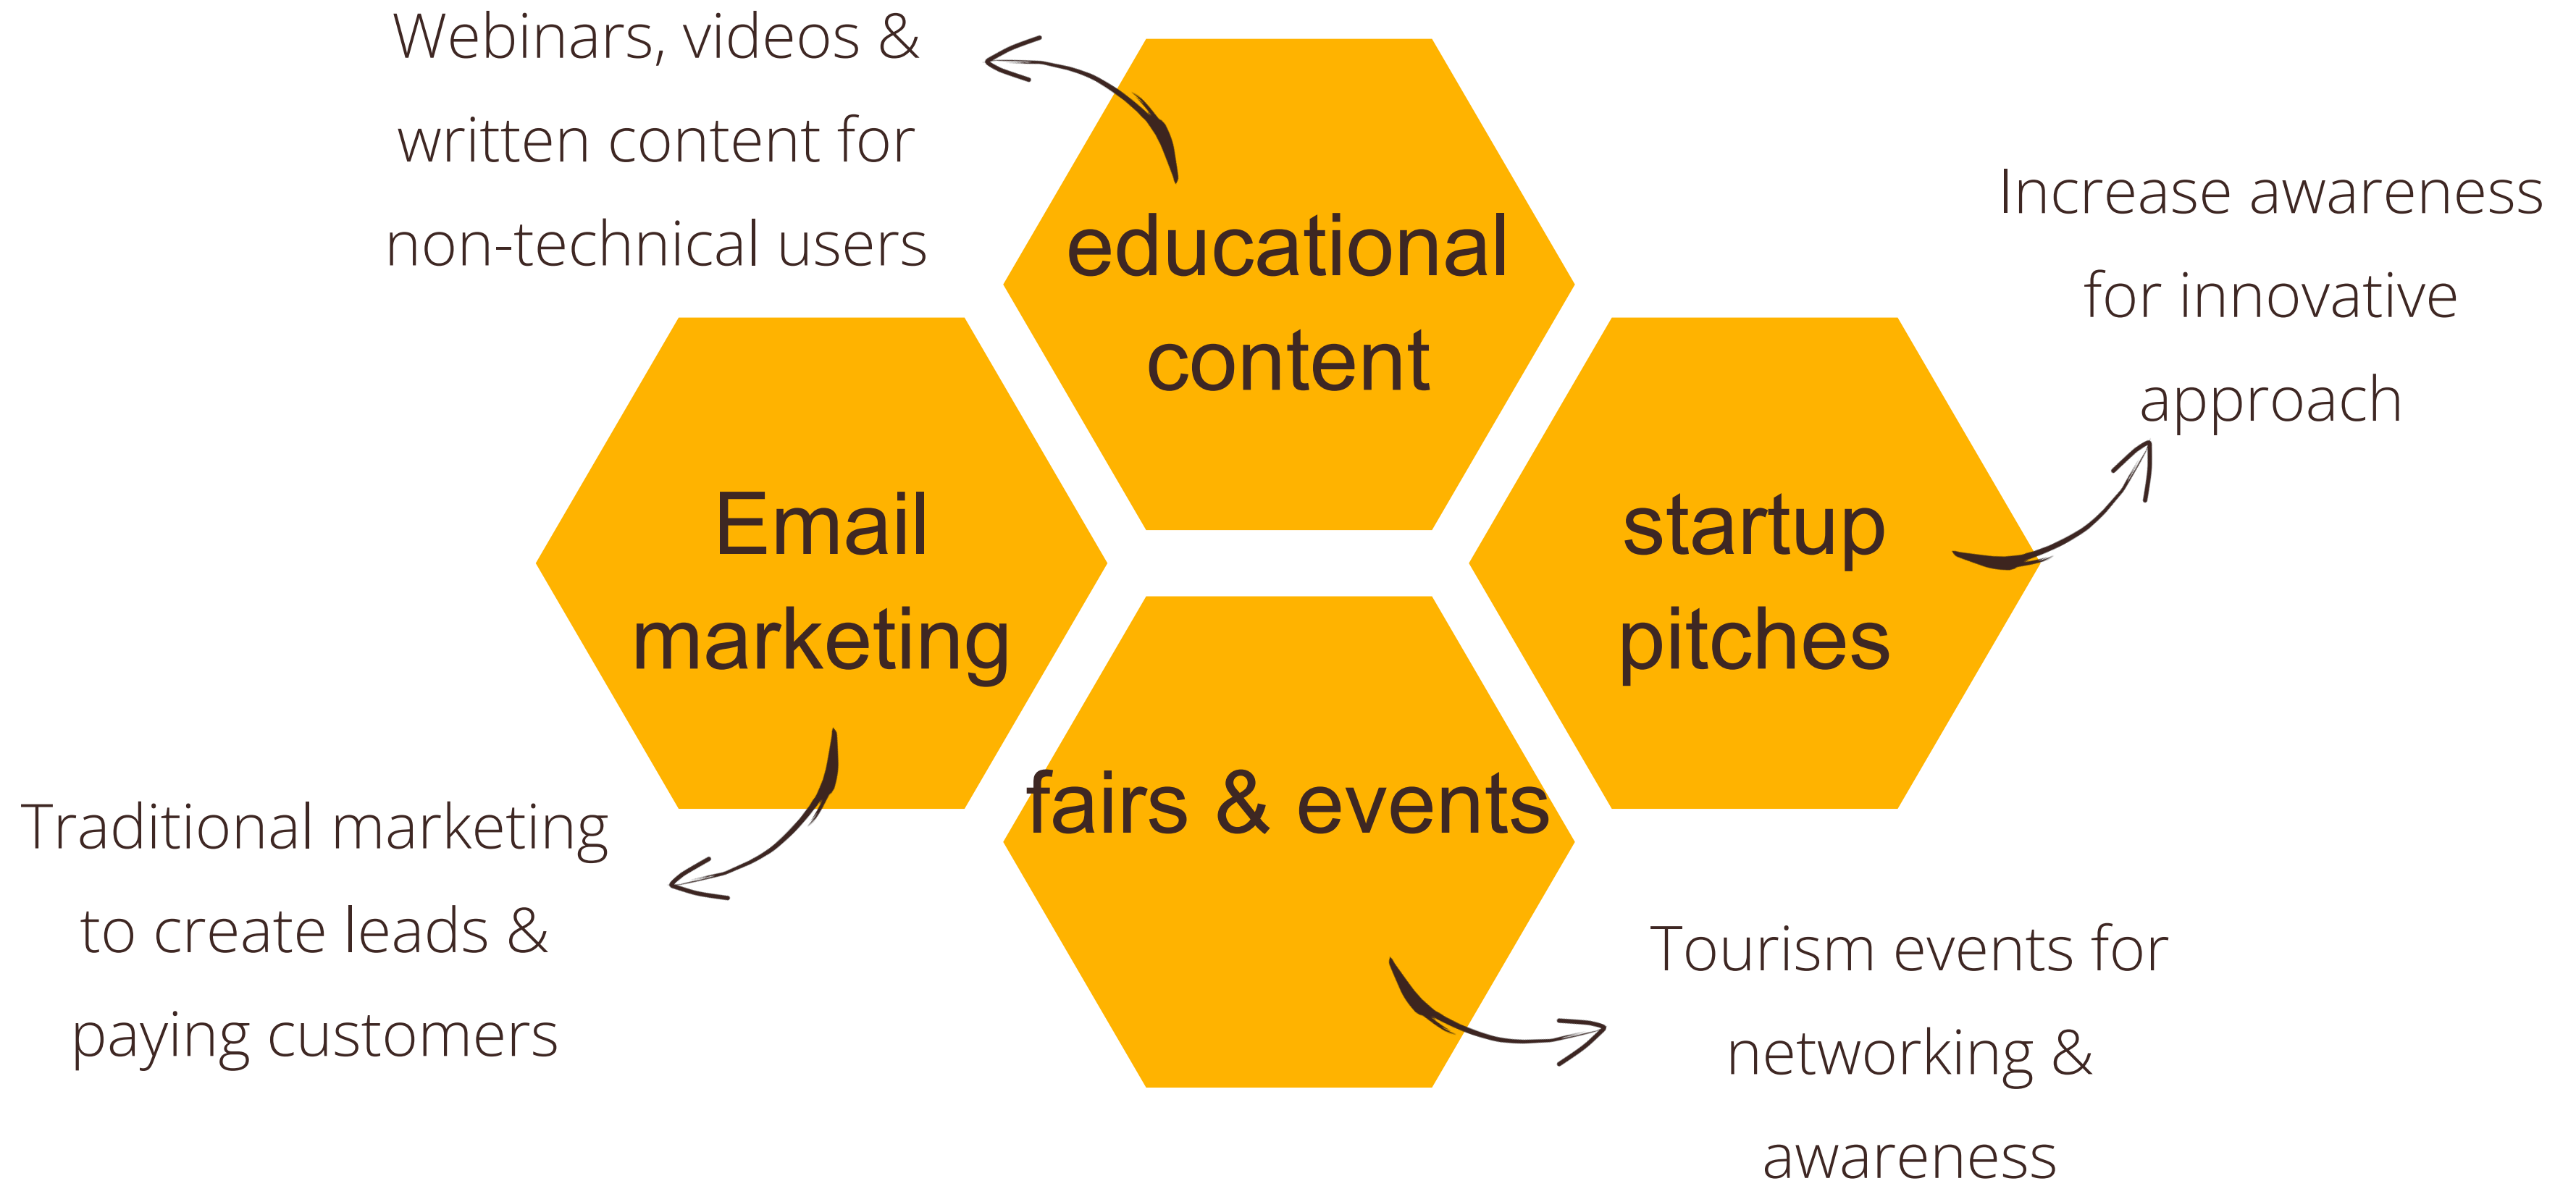 Webinars, videos &
written content for
non-technical users
educational
content
Increase awareness
for innovative
approach
Email
marketing
startup
pitches
fairs & events
Traditional marketing
to create leads &
paying customers
Tourism events for
networking &
awareness